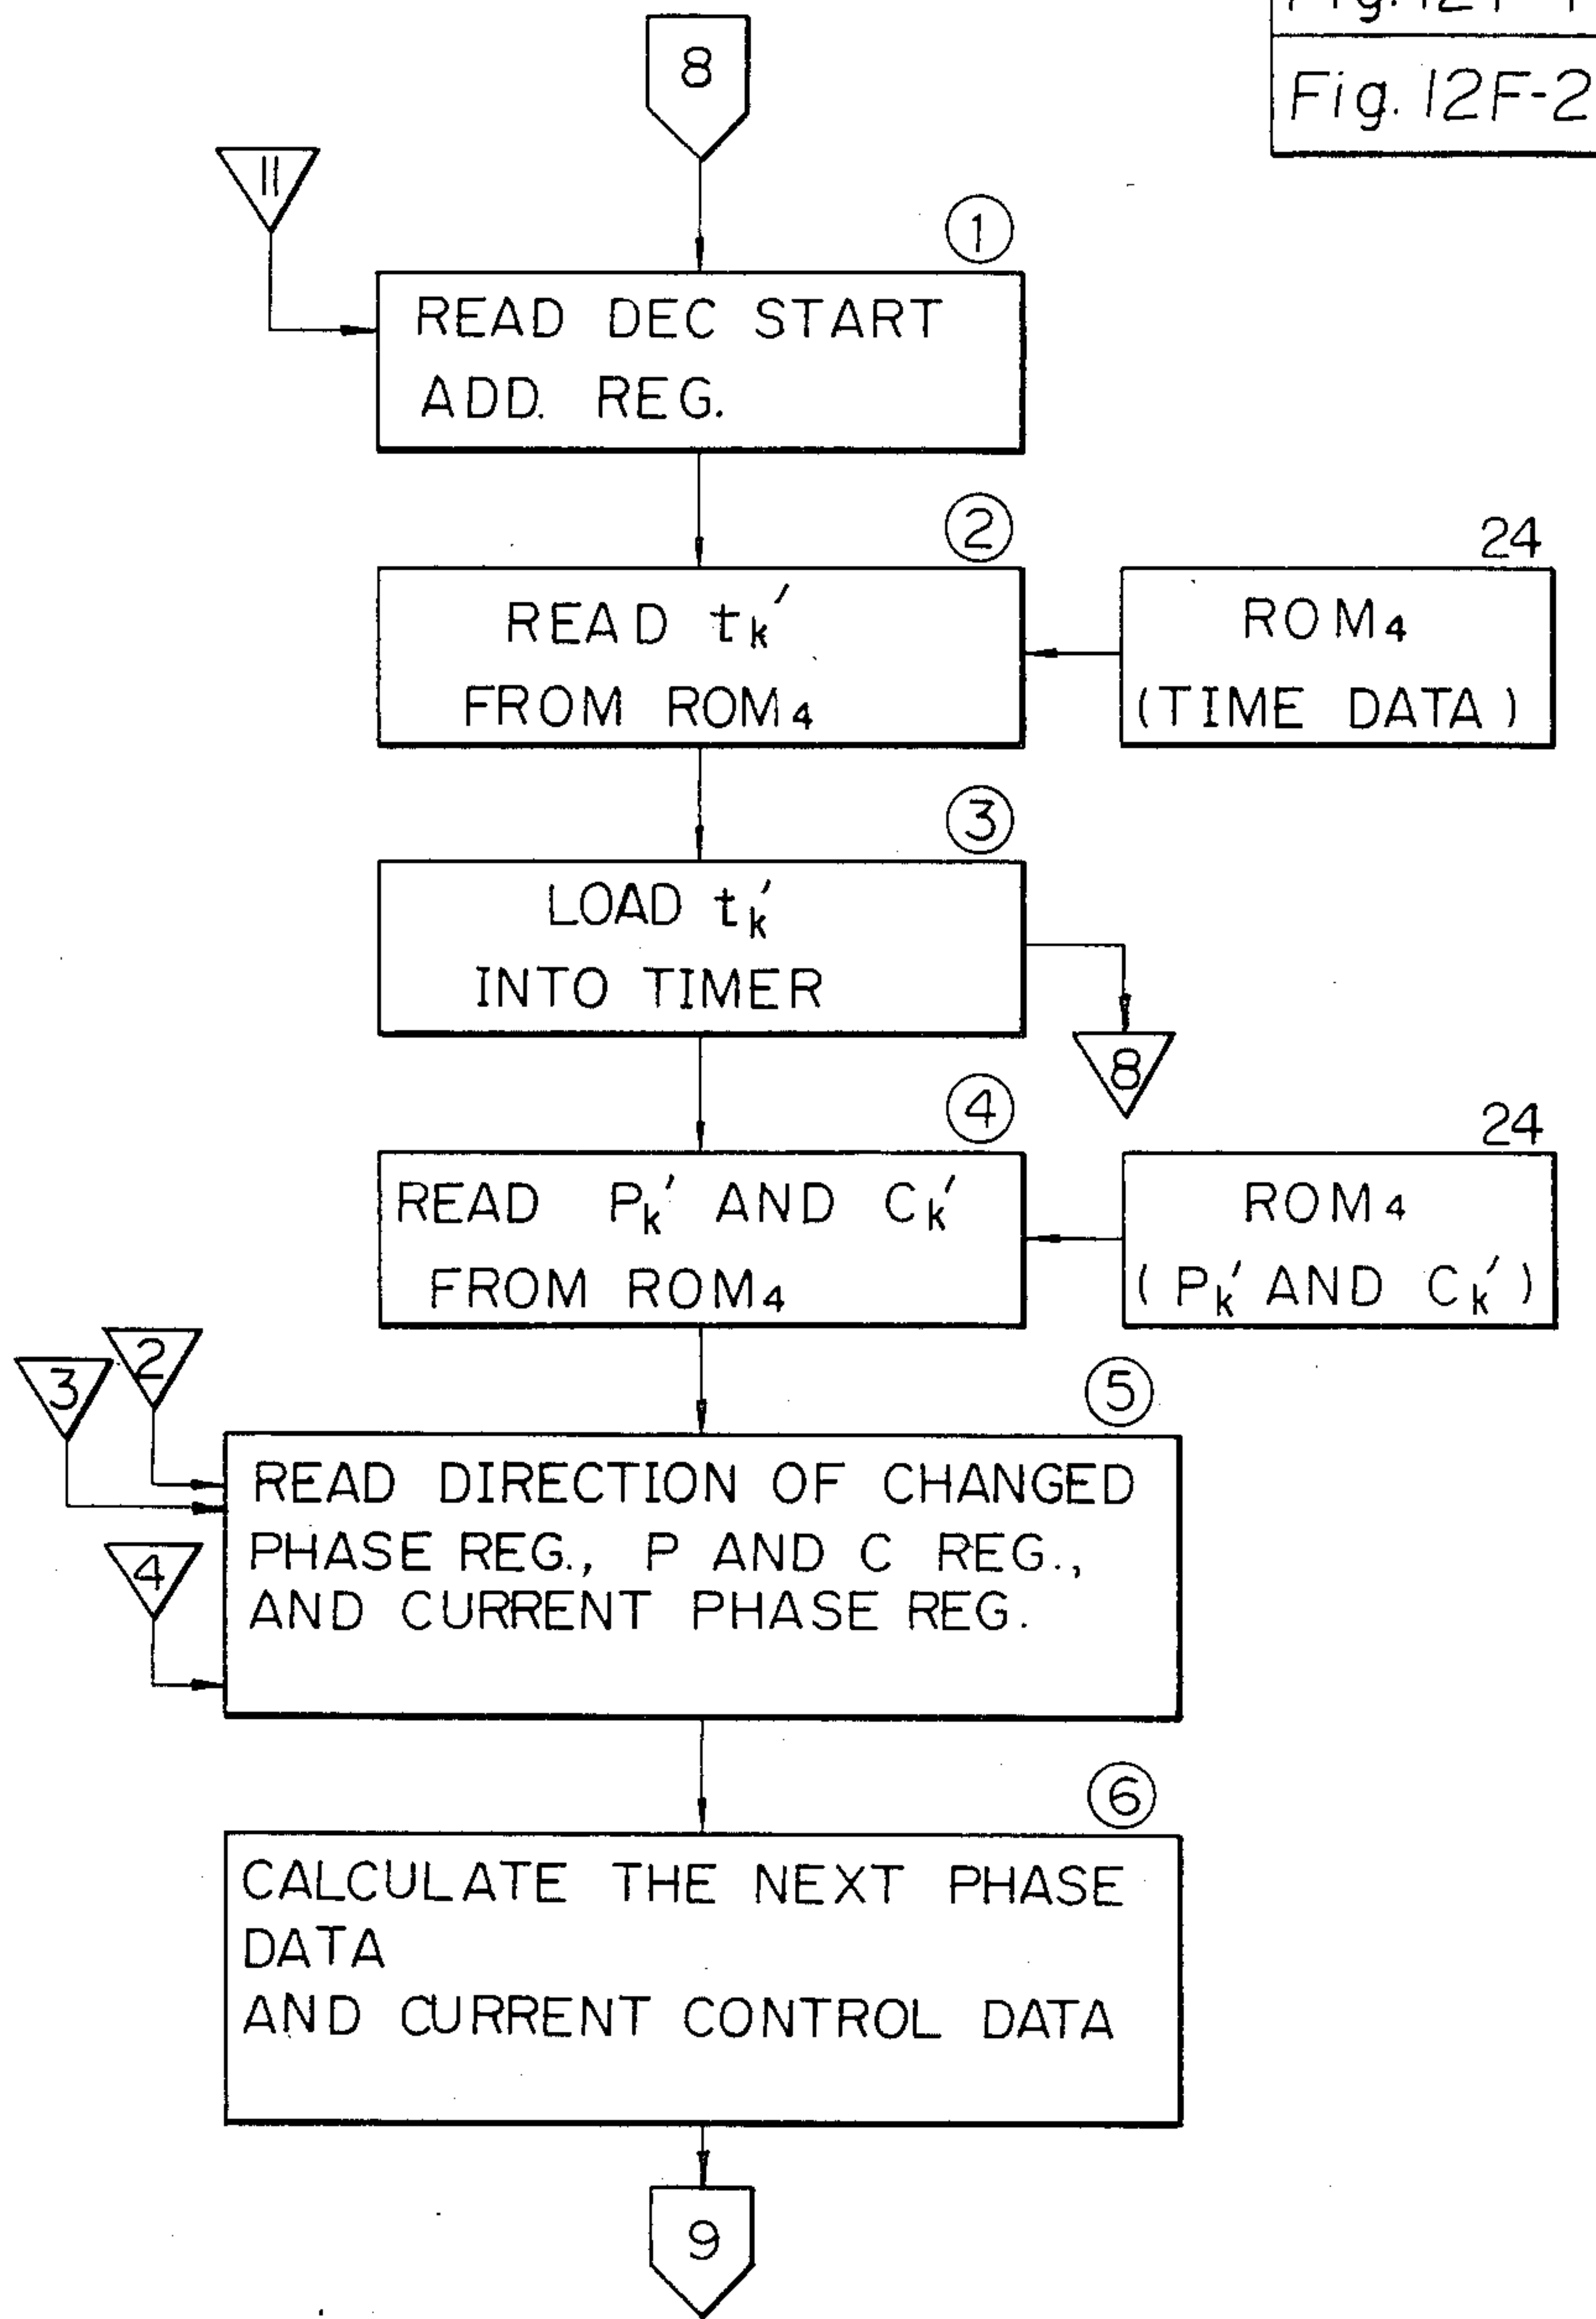 Fig. 12F-2
8
11
①
READ DEC START
ADD. REG.
②
24
READ tk′
FROM ROM4
ROM4
(TIME DATA)
③
LOAD tk′
INTO TIMER
8
④
24
READ Pk′ AND Ck′
FROM ROM4
ROM4
(Pk′ AND Ck′)
2
3
⑤
READ DIRECTION OF CHANGED
PHASE REG., P AND C REG.,
AND CURRENT PHASE REG.
4
⑥
CALCULATE THE NEXT PHASE
DATA
AND CURRENT CONTROL DATA
9